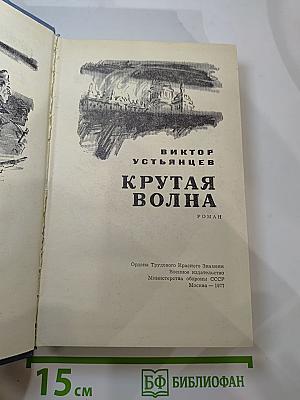 ВИКТОР
УСТЬЯНЦЕВ
КРУТАЯ
ВОЛНА
РОМАН
Ордена Трудового Красного Знамени
Военное издательство
Министерства обороны СССР
Москва — 1977
15 см
БФ БИБЛИОФАН